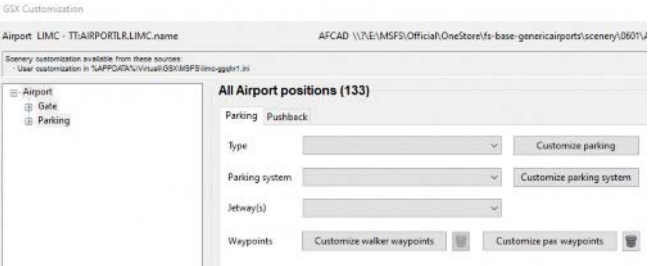 GSX Customization
Airport LIMC - TT:AIRPORTLR.LIMC.name AFCAD \\?\E:\MSFS\Official\OneStore\fs-base-genericairports\scenery\0601\A
Scenery customization available from these sources:
- User customization in %APPDATA%\Virtuali\GSX\MSFS\limc-ggqhr1.ini
Airport
Gate
Parking
All Airport positions (133)
Parking Pushback
Type Customize parking
Parking system Customize parking system
Jetway(s)
Waypoints Customize walker waypoints Customize pax waypoints